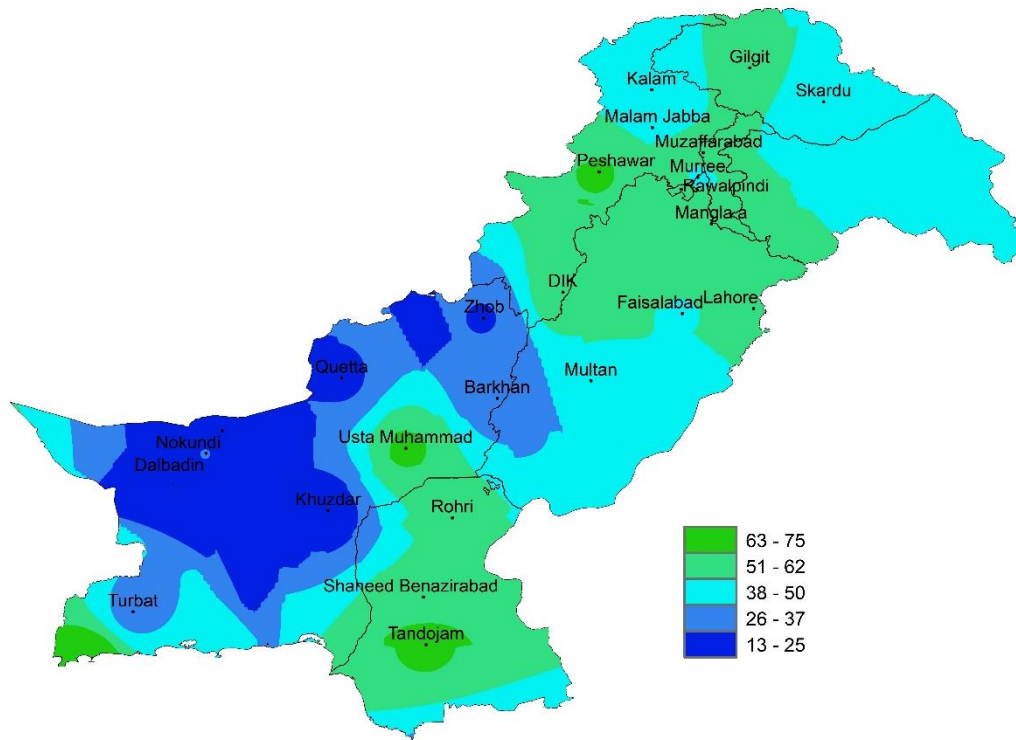 Gilgit
Kalam
Skardu
Malam Jabba
Muzaffarabad
Peshawar
Murree
Rawalpindi
Mangla a
DIK
Faisalabad
Lahore
Zhob
Quetta
Multan
Barkhan
Usta Muhammad
Nokundi
Dalbadin
Khuzdar
Rohri
63 - 75
51 - 62
38 - 50
26 - 37
13 - 25
Shaheed Benazirabad
Turbat
Tandojam